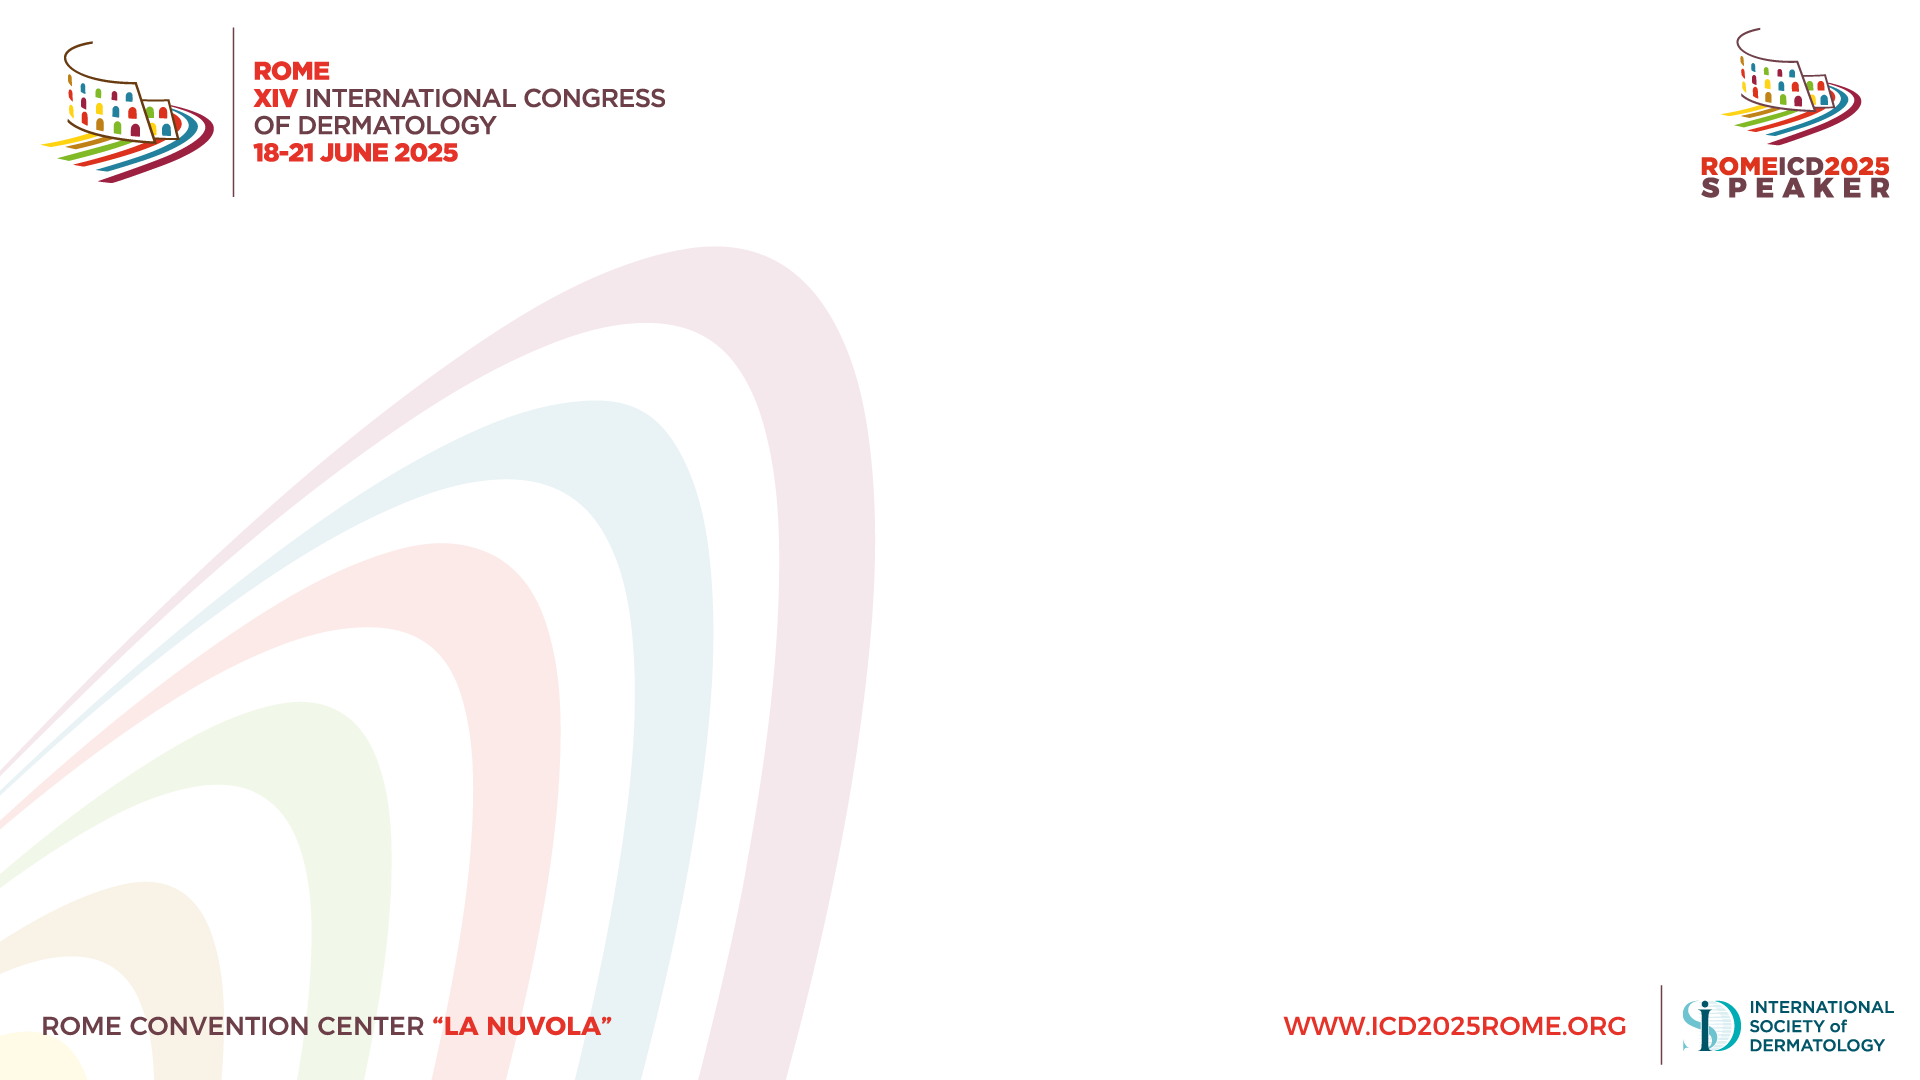 ROME
XIV INTERNATIONAL CONGRESS
OF DERMATOLOGY
18-21 JUNE 2025
ROMEICD2025
SPEAKER
ROME CONVENTION CENTER “LA NUVOLA”
WWW.ICD2025ROME.ORG
INTERNATIONAL
SOCIETY of
DERMATOLOGY